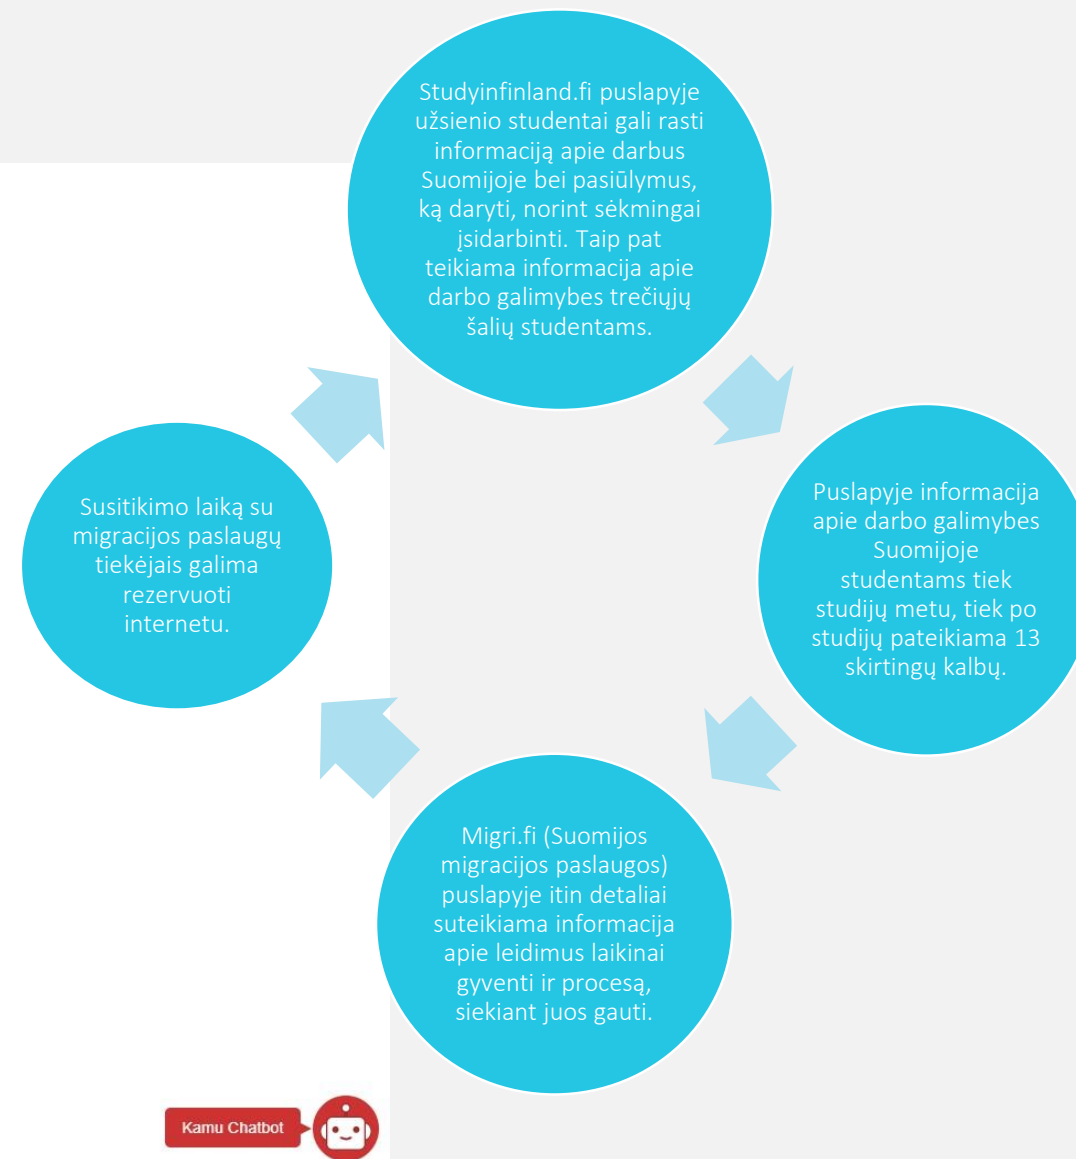 Studyinfinland.fi puslapyje
užsienio studentai gali rasti
informaciją apie darbus
Suomijoje bei pasiūlymus,
ką daryti, norint sėkmingai
įsidarbinti. Taip pat
teikiama informacija apie
darbo galimybes trečiųjų
šalių studentams.
Puslapyje informacija
apie darbo galimybes
Suomijoje
studentams tiek
studijų metu, tiek po
studijų pateikiama 13
skirtingų kalbų.
Migri.fi (Suomijos
migracijos paslaugos)
puslapyje itin detaliai
suteikiama informacija
apie leidimus laikinai
gyventi ir procesą,
siekiant juos gauti.
Susitikimo laiką su
migracijos paslaugų
tiekėjais galima
rezervuoti
internetu.
Kamu Chatbot